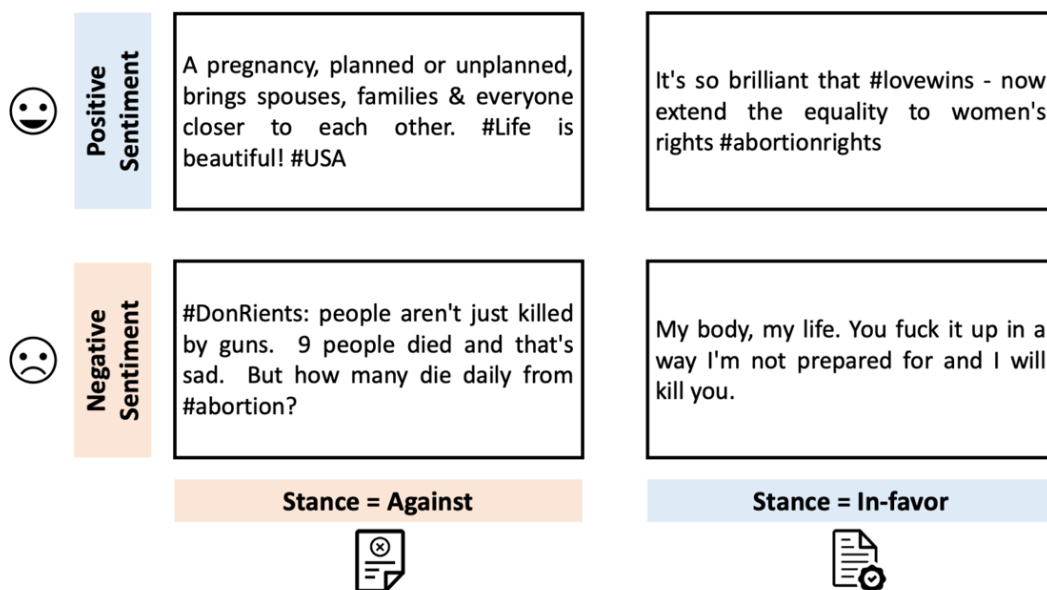 Positive
Sentiment
A pregnancy, planned or unplanned,
brings spouses, families & everyone
closer to each other. #Life is
beautiful! #USA
It's so brilliant that #lovewins - now
extend the equality to women's
rights #abortionrights
Negative
Sentiment
#DonRients: people aren't just killed
by guns. 9 people died and that's
sad. But how many die daily from
#abortion?
My body, my life. You fuck it up in a
way I'm not prepared for and I will
kill you.
Stance = Against
Stance = In-favor